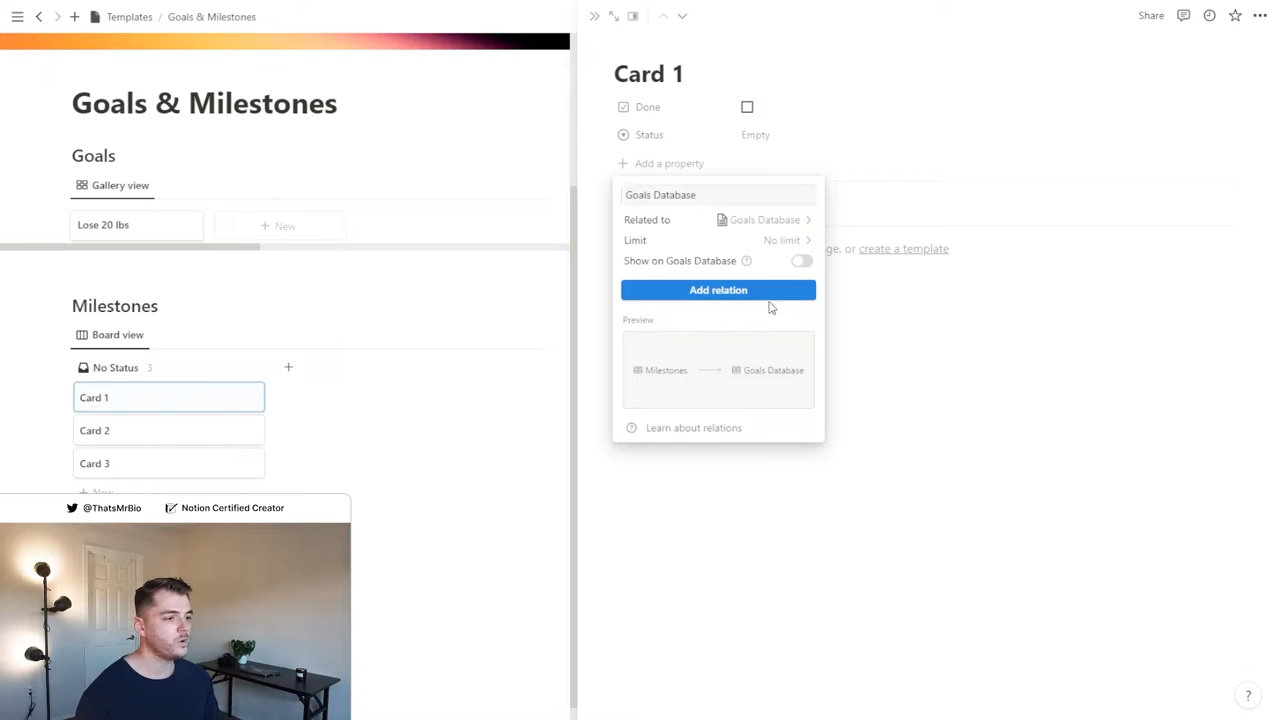 Templates / Goals & Milestones
Goals & Milestones
Goals
Gallery view
Lose 20 lbs
New
Milestones
Board view
No Status 3
Card 1
Card 2
Card 3
New
@ThatsMrBio
Notion Certified Creator
Share
Card 1
Done
Status Empty
Add a property
Goals Database
Related to Goals Database
Limit No limit
Show on Goals Database
Add relation
Preview
Milestones Goals Database
Learn about relations
ge, or create a template
?